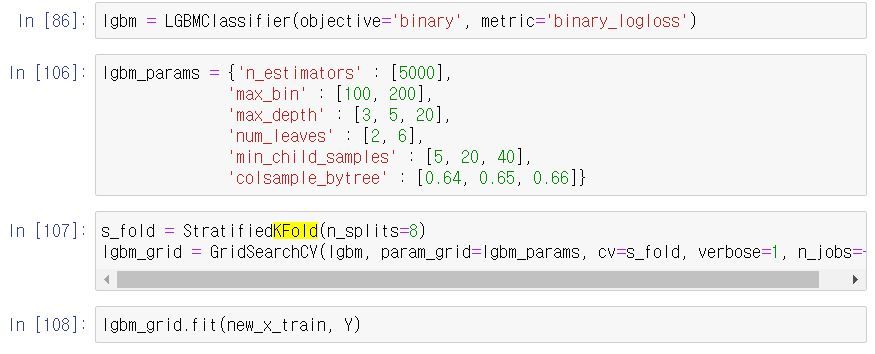 In [86]: lgbm = LGBMClassifier(objective='binary', metric='binary_logloss')
In [106]: lgbm_params = {'n_estimators' : [5000],
'max_bin' : [100, 200],
'max_depth' : [3, 5, 20],
'num_leaves' : [2, 6],
'min_child_samples' : [5, 20, 40],
'colsample_bytree' : [0.64, 0.65, 0.66]}
In [107]: s_fold = StratifiedKFold(n_splits=8)
lgbm_grid = GridSearchCV(lgbm, param_grid=lgbm_params, cv=s_fold, verbose=1, n_jobs=-
In [108]: lgbm_grid.fit(new_x_train, Y)